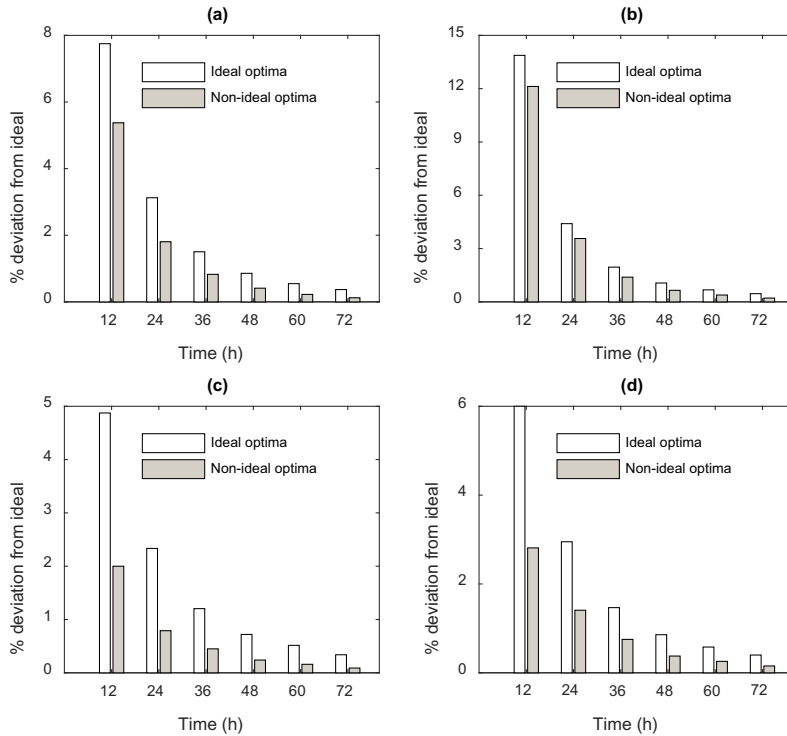 (a)
% deviation from ideal
8
6
4
2
0
Ideal optima
Non-ideal optima
12 24 36 48 60 72
Time (h)
(b)
% deviation from ideal
15
12
9
6
3
0
Ideal optima
Non-ideal optima
12 24 36 48 60 72
Time (h)
(c)
% deviation from ideal
5
4
3
2
1
0
Ideal optima
Non-ideal optima
12 24 36 48 60 72
Time (h)
(d)
% deviation from ideal
6
4
2
0
Ideal optima
Non-ideal optima
12 24 36 48 60 72
Time (h)